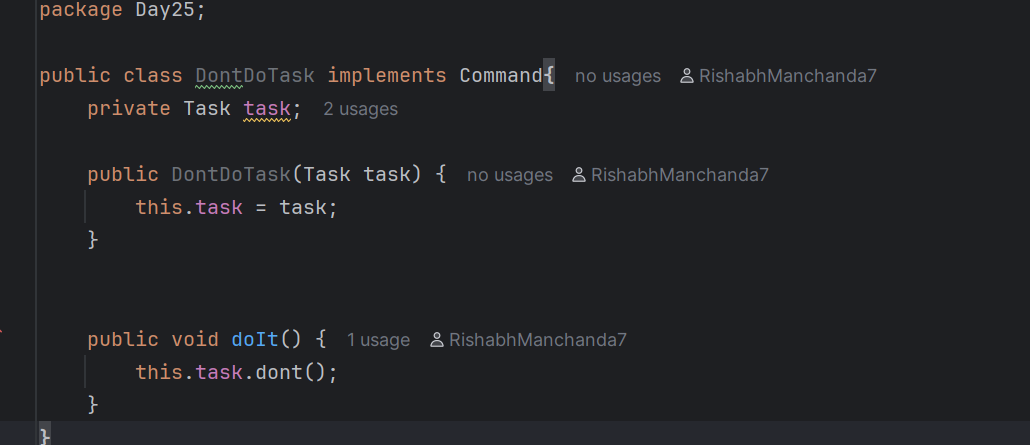 package Day25;
public class DontDoTask implements Command{ no usages RishabhManchanda7
private Task task; 2 usages
public DontDoTask(Task task) { no usages RishabhManchanda7
this.task = task;
}
public void doIt() { 1 usage RishabhManchanda7
this.task.dont();
}
}